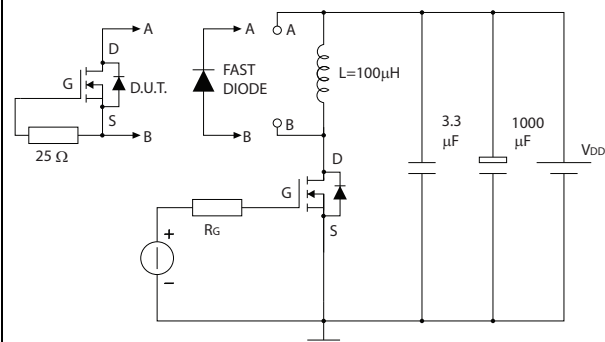 A
D
G
D.U.T.
S
B
25 Ω
A
FAST
DIODE
B
A
L=100μH
B
D
G
S
RG
+
–
3.3
μF
1000
μF
VDD